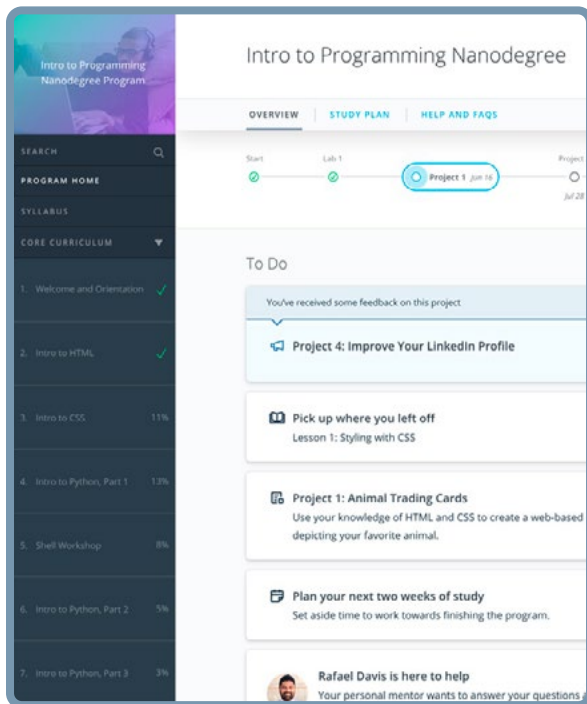 Intro to Programming
Nanodegree Program
SEARCH
PROGRAM HOME
SYLLABUS
CORE CURRICULUM
1. Welcome and Orientation
2. Intro to HTML
3. Intro to CSS 11%
4. Intro to Python, Part 1 13%
5. Shell Workshop 8%
6. Intro to Python, Part 2 5%
7. Intro to Python, Part 3 3%
Intro to Programming Nanodegree
OVERVIEW STUDY PLAN HELP AND FAQS
Start Lab 1 Project
Project 1 Jun 16
Jul 28
To Do
You've received some feedback on this project
Project 4: Improve Your LinkedIn Profile
Pick up where you left off
Lesson 1: Styling with CSS
Project 1: Animal Trading Cards
Use your knowledge of HTML and CSS to create a web-based
depicting your favorite animal.
Plan your next two weeks of study
Set aside time to work towards finishing the program.
Rafael Davis is here to help
Your personal mentor wants to answer your questions